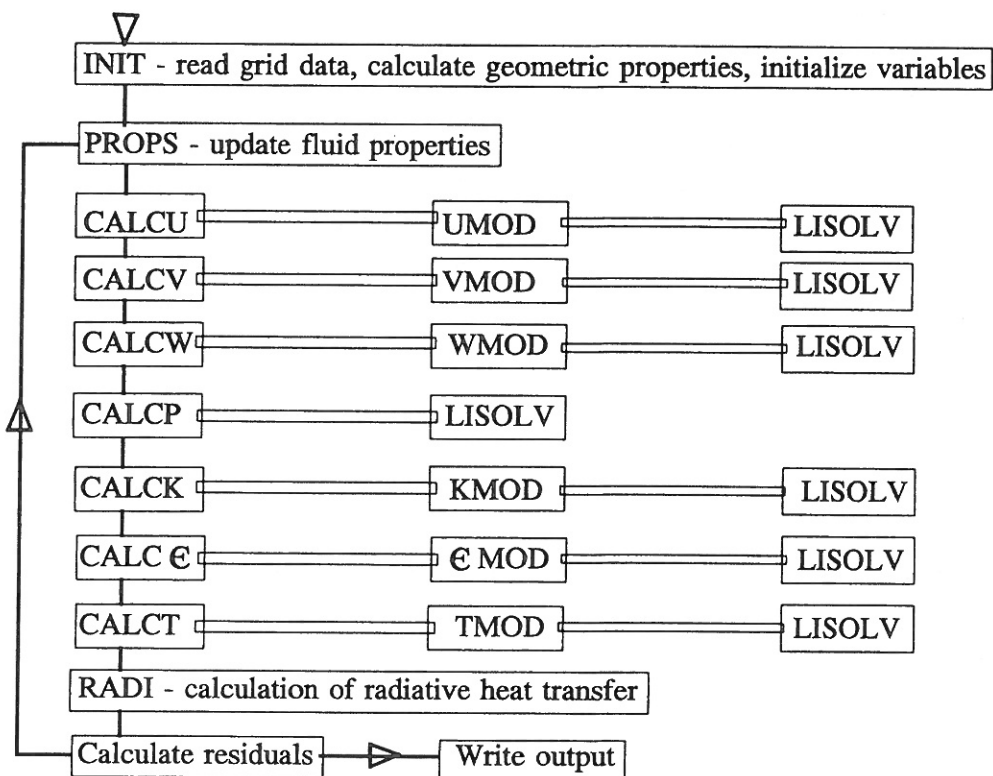 INIT - read grid data, calculate geometric properties, initialize variables
PROPS - update fluid properties
CALCU UMOD LISOLV
CALCV VMOD LISOLV
CALCW WMOD LISOLV
CALCP LISOLV
CALCK KMOD LISOLV
CALC Є Є MOD LISOLV
CALCT TMOD LISOLV
RADI - calculation of radiative heat transfer
Calculate residuals Write output